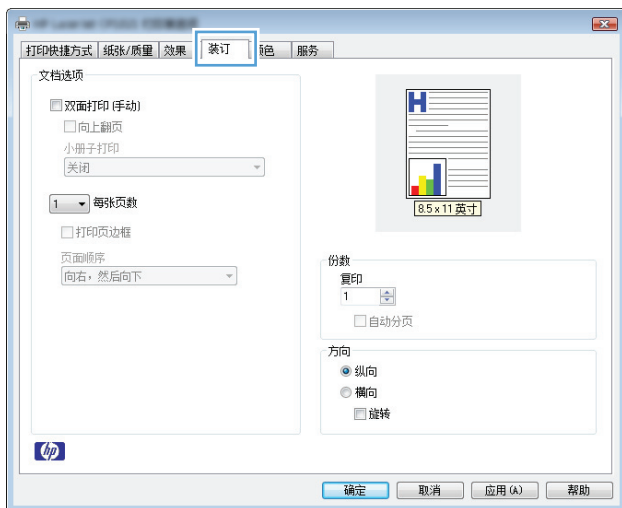 打印快捷方式 纸张/质量 效果 装订 颜色 服务
文档选项
双面打印(手动)
向上翻页
小册子打印
关闭
1 每张页数
打印页边框
页面顺序
向右，然后向下
H
8.5 x 11 英寸
份数
复印
1
自动分页
方向
纵向
横向
旋转
hp
确定 取消 应用(A) 帮助